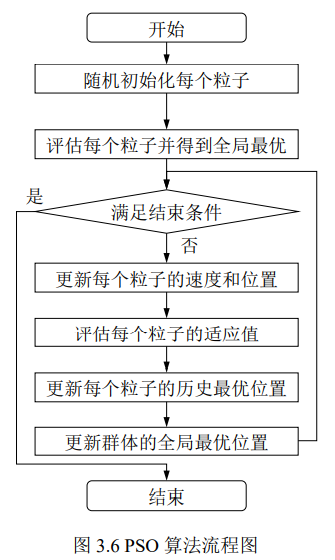 开始
随机初始化每个粒子
评估每个粒子并得到全局最优
是
满足结束条件
否
更新每个粒子的速度和位置
评估每个粒子的适应值
更新每个粒子的历史最优位置
更新群体的全局最优位置
结束
图 3.6 PSO 算法流程图